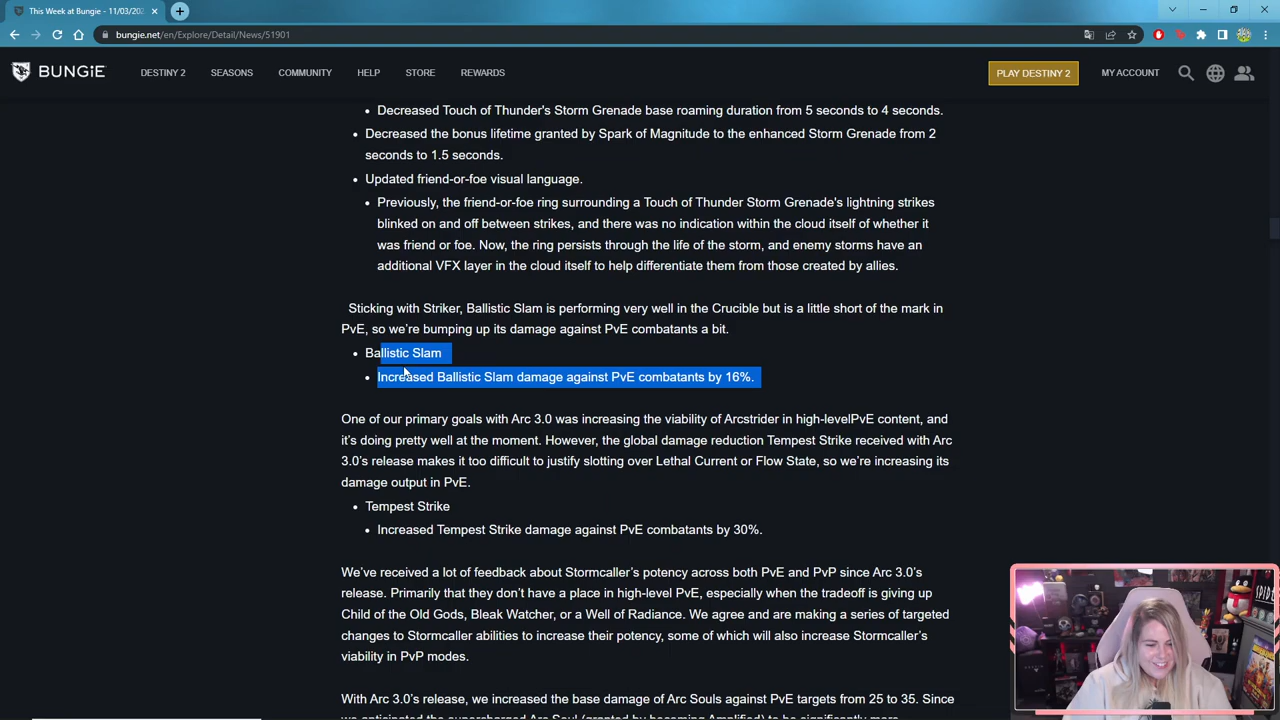 This Week at Bungie - 11/03/202
bungie.net/en/Explore/Detail/News/51901
BUNGiE
DESTINY 2
SEASONS
COMMUNITY
HELP
STORE
REWARDS
PLAY DESTINY 2
MY ACCOUNT
• Decreased Touch of Thunder's Storm Grenade base roaming duration from 5 seconds to 4 seconds.
• Decreased the bonus lifetime granted by Spark of Magnitude to the enhanced Storm Grenade from 2
seconds to 1.5 seconds.
• Updated friend-or-foe visual language.
• Previously, the friend-or-foe ring surrounding a Touch of Thunder Storm Grenade's lightning strikes
blinked on and off between strikes, and there was no indication within the cloud itself of whether it
was friend or foe. Now, the ring persists through the life of the storm, and enemy storms have an
additional VFX layer in the cloud itself to help differentiate them from those created by allies.
Sticking with Striker, Ballistic Slam is performing very well in the Crucible but is a little short of the mark in
PvE, so we're bumping up its damage against PvE combatants a bit.
• Ballistic Slam
• Increased Ballistic Slam damage against PvE combatants by 16%.
One of our primary goals with Arc 3.0 was increasing the viability of Arcstrider in high-levelPvE content, and
it's doing pretty well at the moment. However, the global damage reduction Tempest Strike received with Arc
3.0's release makes it too difficult to justify slotting over Lethal Current or Flow State, so we're increasing its
damage output in PvE.
• Tempest Strike
• Increased Tempest Strike damage against PvE combatants by 30%.
We've received a lot of feedback about Stormcaller's potency across both PvE and PvP since Arc 3.0's
release. Primarily that they don't have a place in high-level PvE, especially when the tradeoff is giving up
Child of the Old Gods, Bleak Watcher, or a Well of Radiance. We agree and are making a series of targeted
changes to Stormcaller abilities to increase their potency, some of which will also increase Stormcaller's
viability in PvP modes.
With Arc 3.0's release, we increased the base damage of Arc Souls against PvE targets from 25 to 35. Since
we anticipated the supercharged Arc Soul (granted by becoming Amplified) to be significantly more